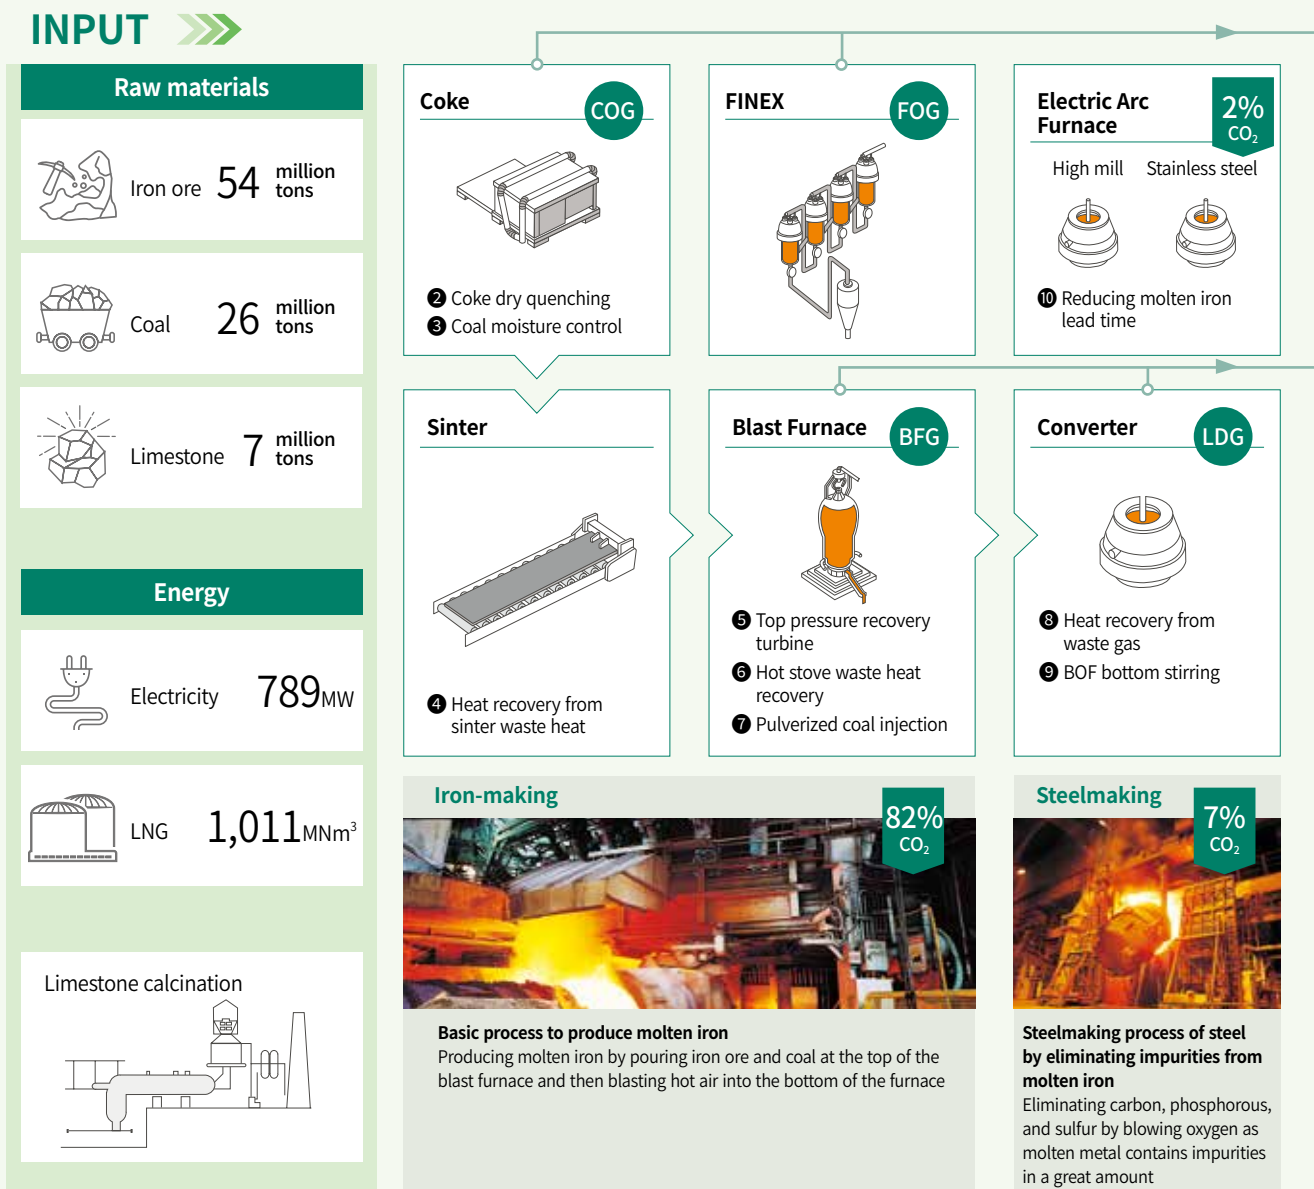 INPUT
Raw materials
Iron ore 54 million tons
Coal 26 million tons
Limestone 7 million tons
Energy
Electricity 789MW
LNG 1,011MNm³
Limestone calcination
Coke
COG
❷ Coke dry quenching
❸ Coal moisture control
FINEX
FOG
Electric Arc
Furnace
2%
CO₂
High mill Stainless steel
❿ Reducing molten iron
lead time
Sinter
❹ Heat recovery from
sinter waste heat
Blast Furnace
BFG
❺ Top pressure recovery
turbine
❻ Hot stove waste heat
recovery
❼ Pulverized coal injection
Converter
LDG
❽ Heat recovery from
waste gas
❾ BOF bottom stirring
Iron-making
82%
CO₂
Basic process to produce molten iron
Producing molten iron by pouring iron ore and coal at the top of the
blast furnace and then blasting hot air into the bottom of the furnace
Steelmaking
7%
CO₂
Steelmaking process of steel
by eliminating impurities from
molten iron
Eliminating carbon, phosphorous,
and sulfur by blowing oxygen as
molten metal contains impurities
in a great amount